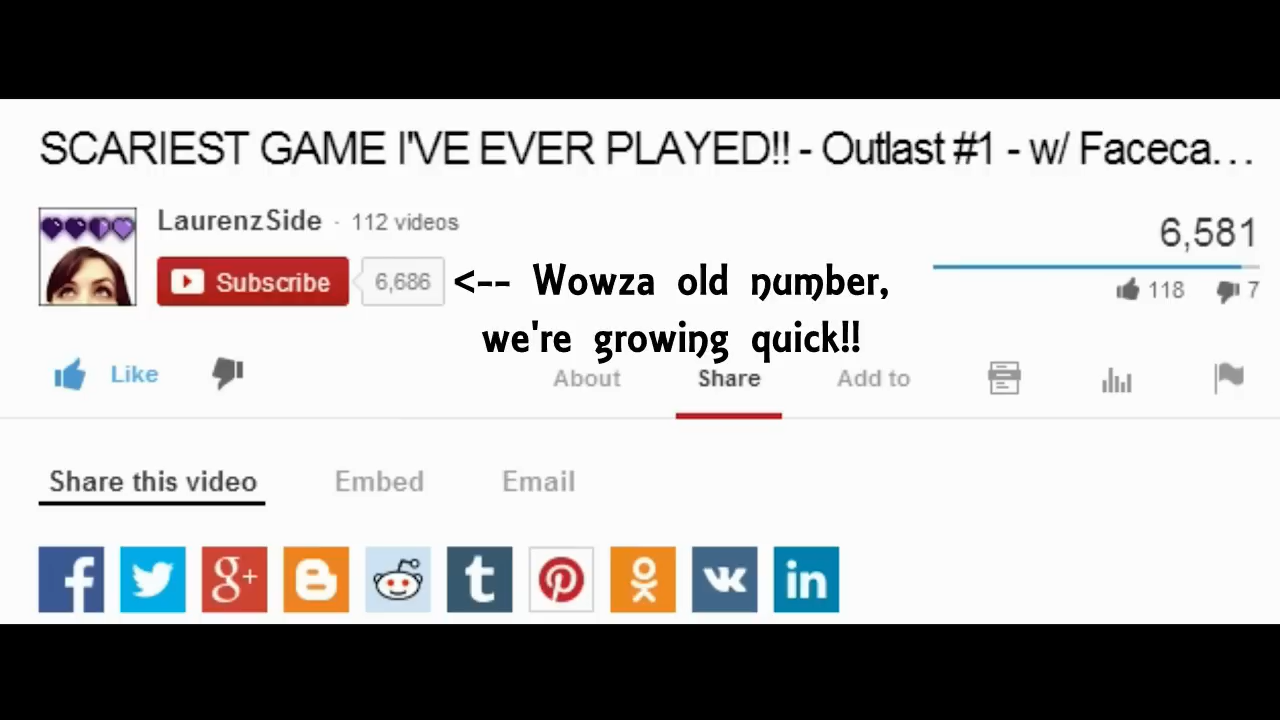 SCARIEST GAME I'VE EVER PLAYED!! - Outlast #1 - w/ Faceca...
LaurenzSide · 112 videos
6,581
Subscribe 6,686 <-- Wowza old number,
118 7
we're growing quick!!
Like About Share Add to
Share this video Embed Email
f g+ B t P in